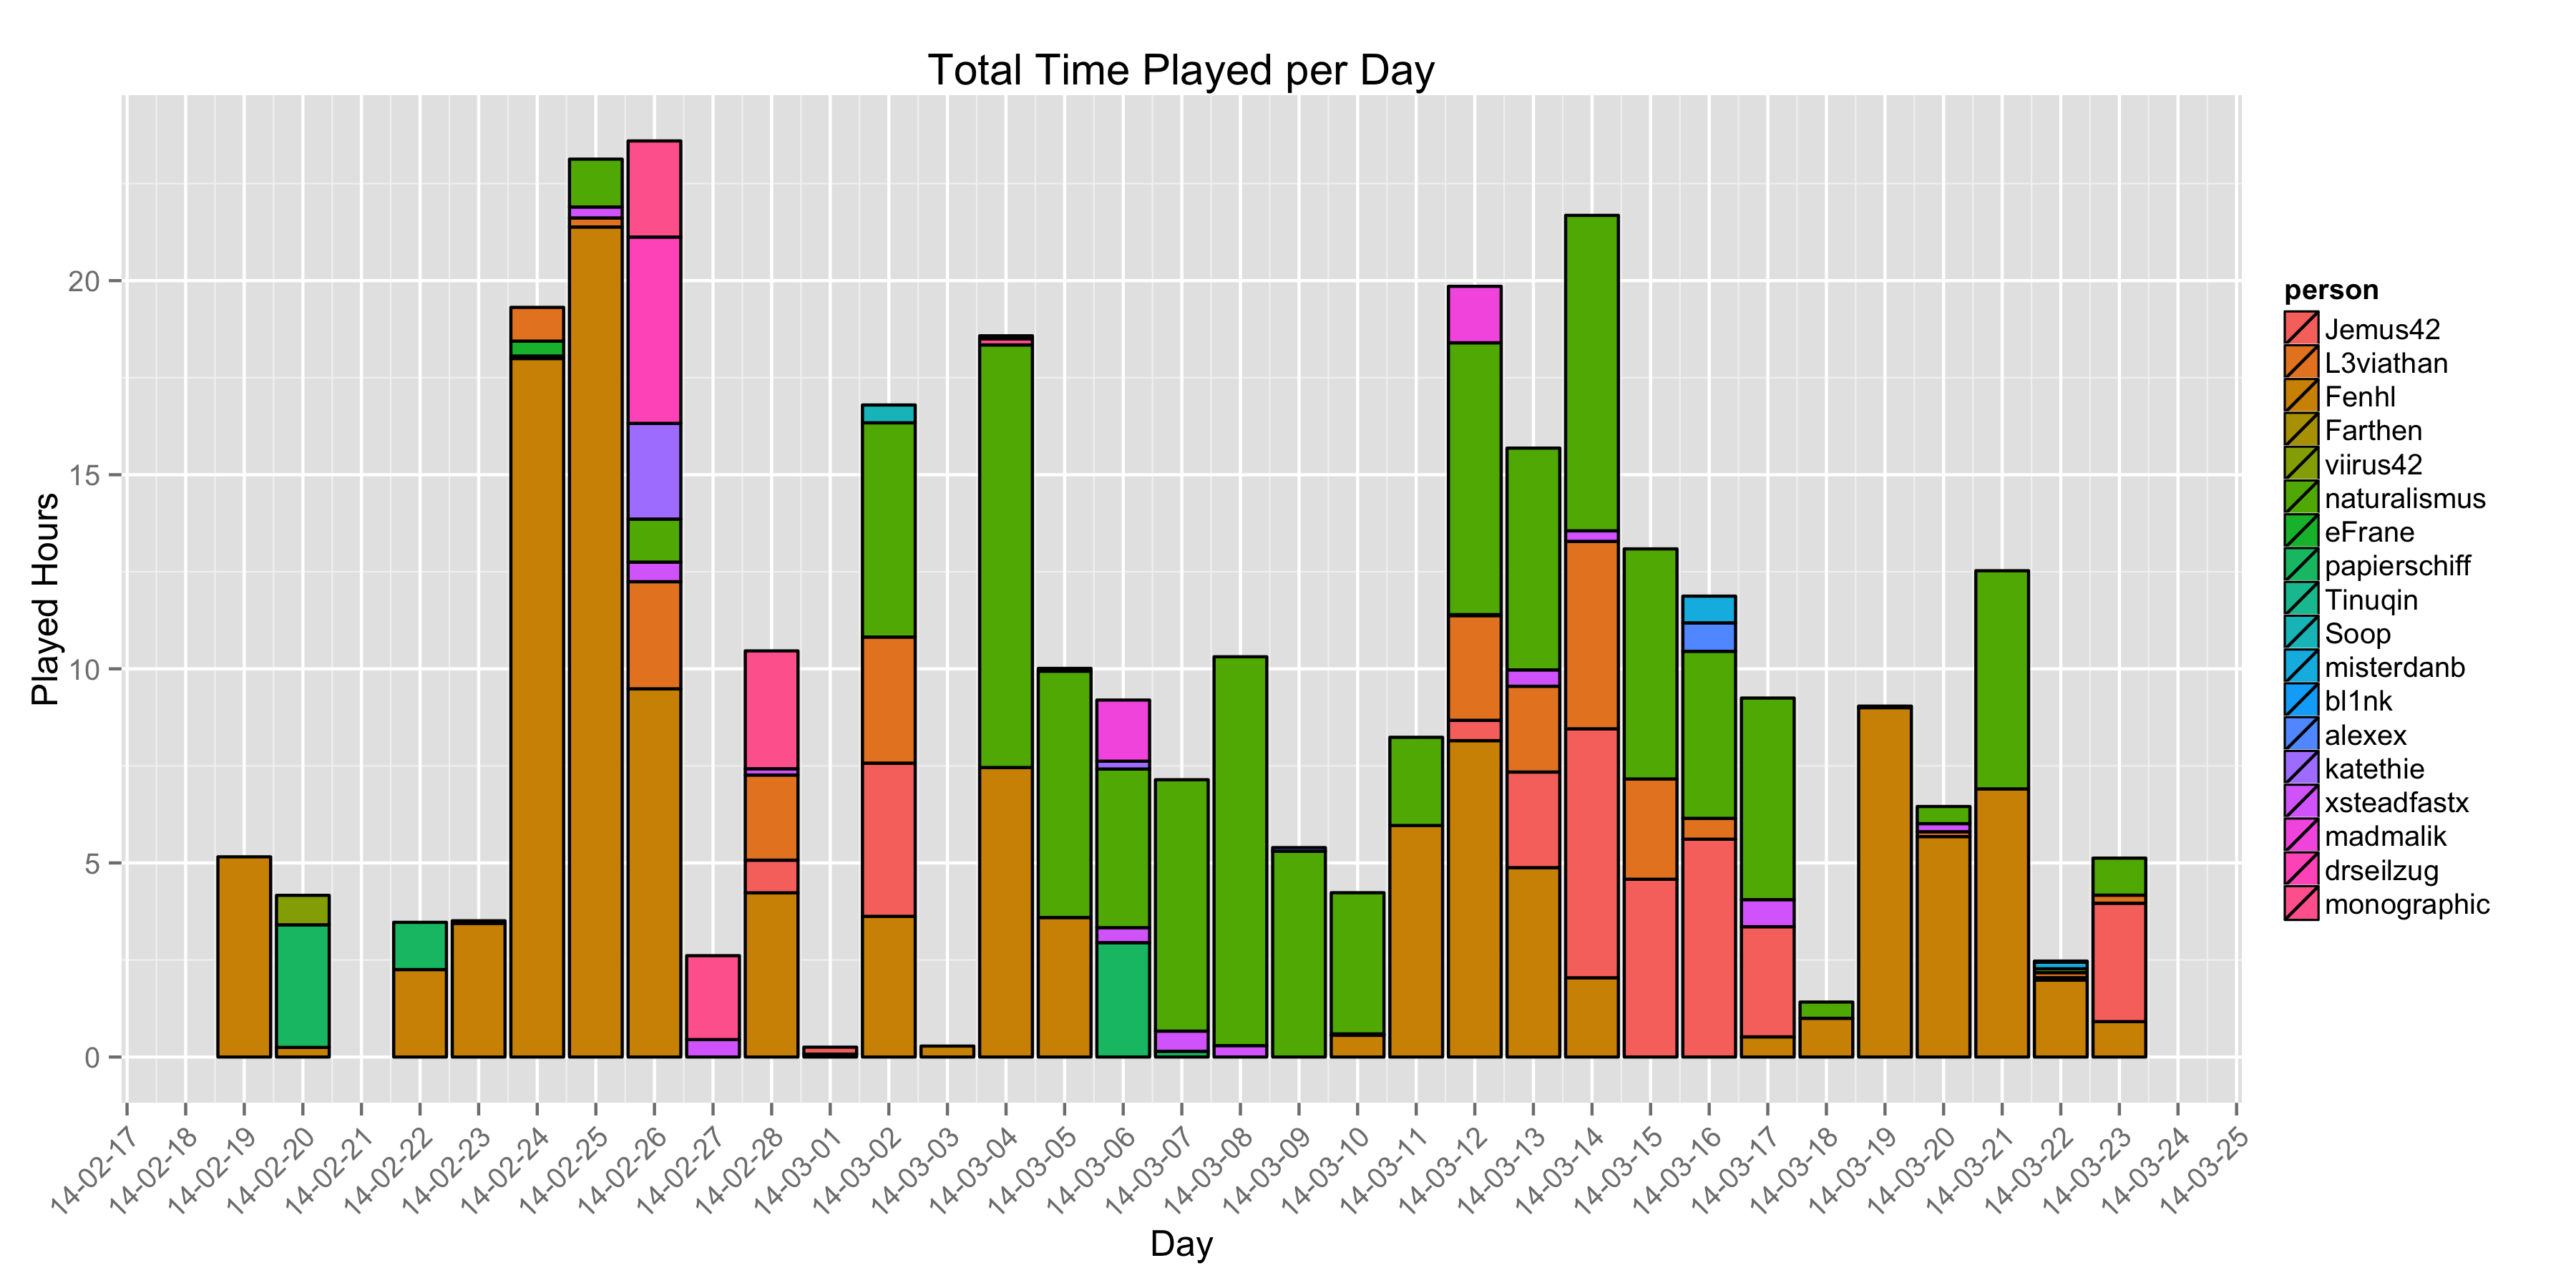 Total Time Played per Day
Played Hours
20
15
10
5
0
14-02-17
14-02-18
14-02-19
14-02-20
14-02-21
14-02-22
14-02-23
14-02-24
14-02-25
14-02-26
14-02-27
14-02-28
14-03-01
14-03-02
14-03-03
14-03-04
14-03-05
14-03-06
14-03-07
14-03-08
14-03-09
14-03-10
14-03-11
14-03-12
14-03-13
14-03-14
14-03-15
14-03-16
14-03-17
14-03-18
14-03-19
14-03-20
14-03-21
14-03-22
14-03-23
14-03-24
14-03-25
Day
person
Jemus42
L3viathan
Fenhl
Farthen
viirus42
naturalismus
eFrane
papierschiff
Tinuqin
Soop
misterdanb
bl1nk
alexex
katethie
xsteadfastx
madmalik
drseilzug
monographic